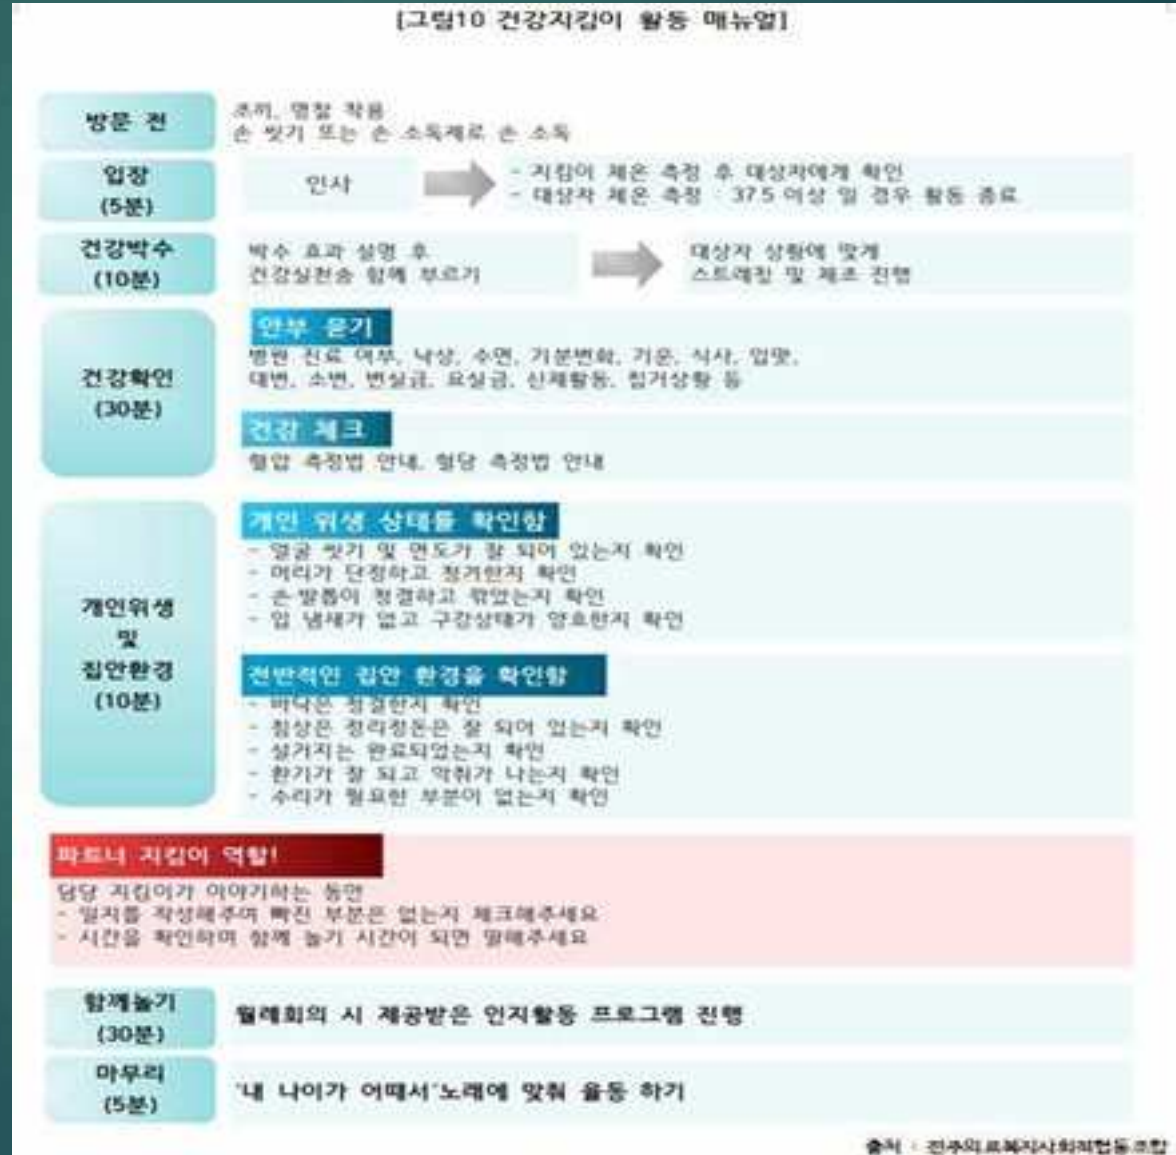 [그림10 건강지킴이 활동 매뉴얼]
방문 전
조끼, 명찰 착용
손 씻기 또는 손 소독제로 손 소독
입장
(5분)
인사
- 지킴이 체온 측정 후 대상자에게 확인
- 대상자 체온 측정 : 37.5 이상 일 경우 활동 종료
건강박수
(10분)
박수 효과 설명 후
건강실천송 함께 부르기
대상자 상황에 맞게
스트레칭 및 체조 진행
건강확인
(30분)
안부 묻기
병원 진료 여부, 낙상, 수면, 기분변화, 기운, 식사, 입맛,
대변, 소변, 변실금, 요실금, 신체활동, 집거상황 등
건강 체크
혈압 측정법 안내, 혈당 측정법 안내
개인위생
및
집안환경
(10분)
개인 위생 상태를 확인함
- 얼굴 씻기 및 면도가 잘 되어 있는지 확인
- 머리가 단정하고 청결한지 확인
- 손·발톱이 청결하고 깎았는지 확인
- 입 냄새가 없고 구강상태가 양호한지 확인
전반적인 집안 환경을 확인함
- 바닥은 청결한지 확인
- 침상은 정리정돈은 잘 되어 있는지 확인
- 설거지는 완료되었는지 확인
- 환기가 잘 되고 악취가 나는지 확인
- 수리가 필요한 부분이 없는지 확인
파트너 지킴이 역할!
담당 지킴이가 이야기하는 동안
- 일지를 작성해주며 빠진 부분은 없는지 체크해주세요
- 시간을 확인하며 함께 놀기 시간이 되면 말해주세요
함께놀기
(30분)
월례회의 시 제공받은 인지활동 프로그램 진행
마무리
(5분)
'내 나이가 어때서'노래에 맞춰 율동 하기
출처 : 전주의료복지사회적협동조합